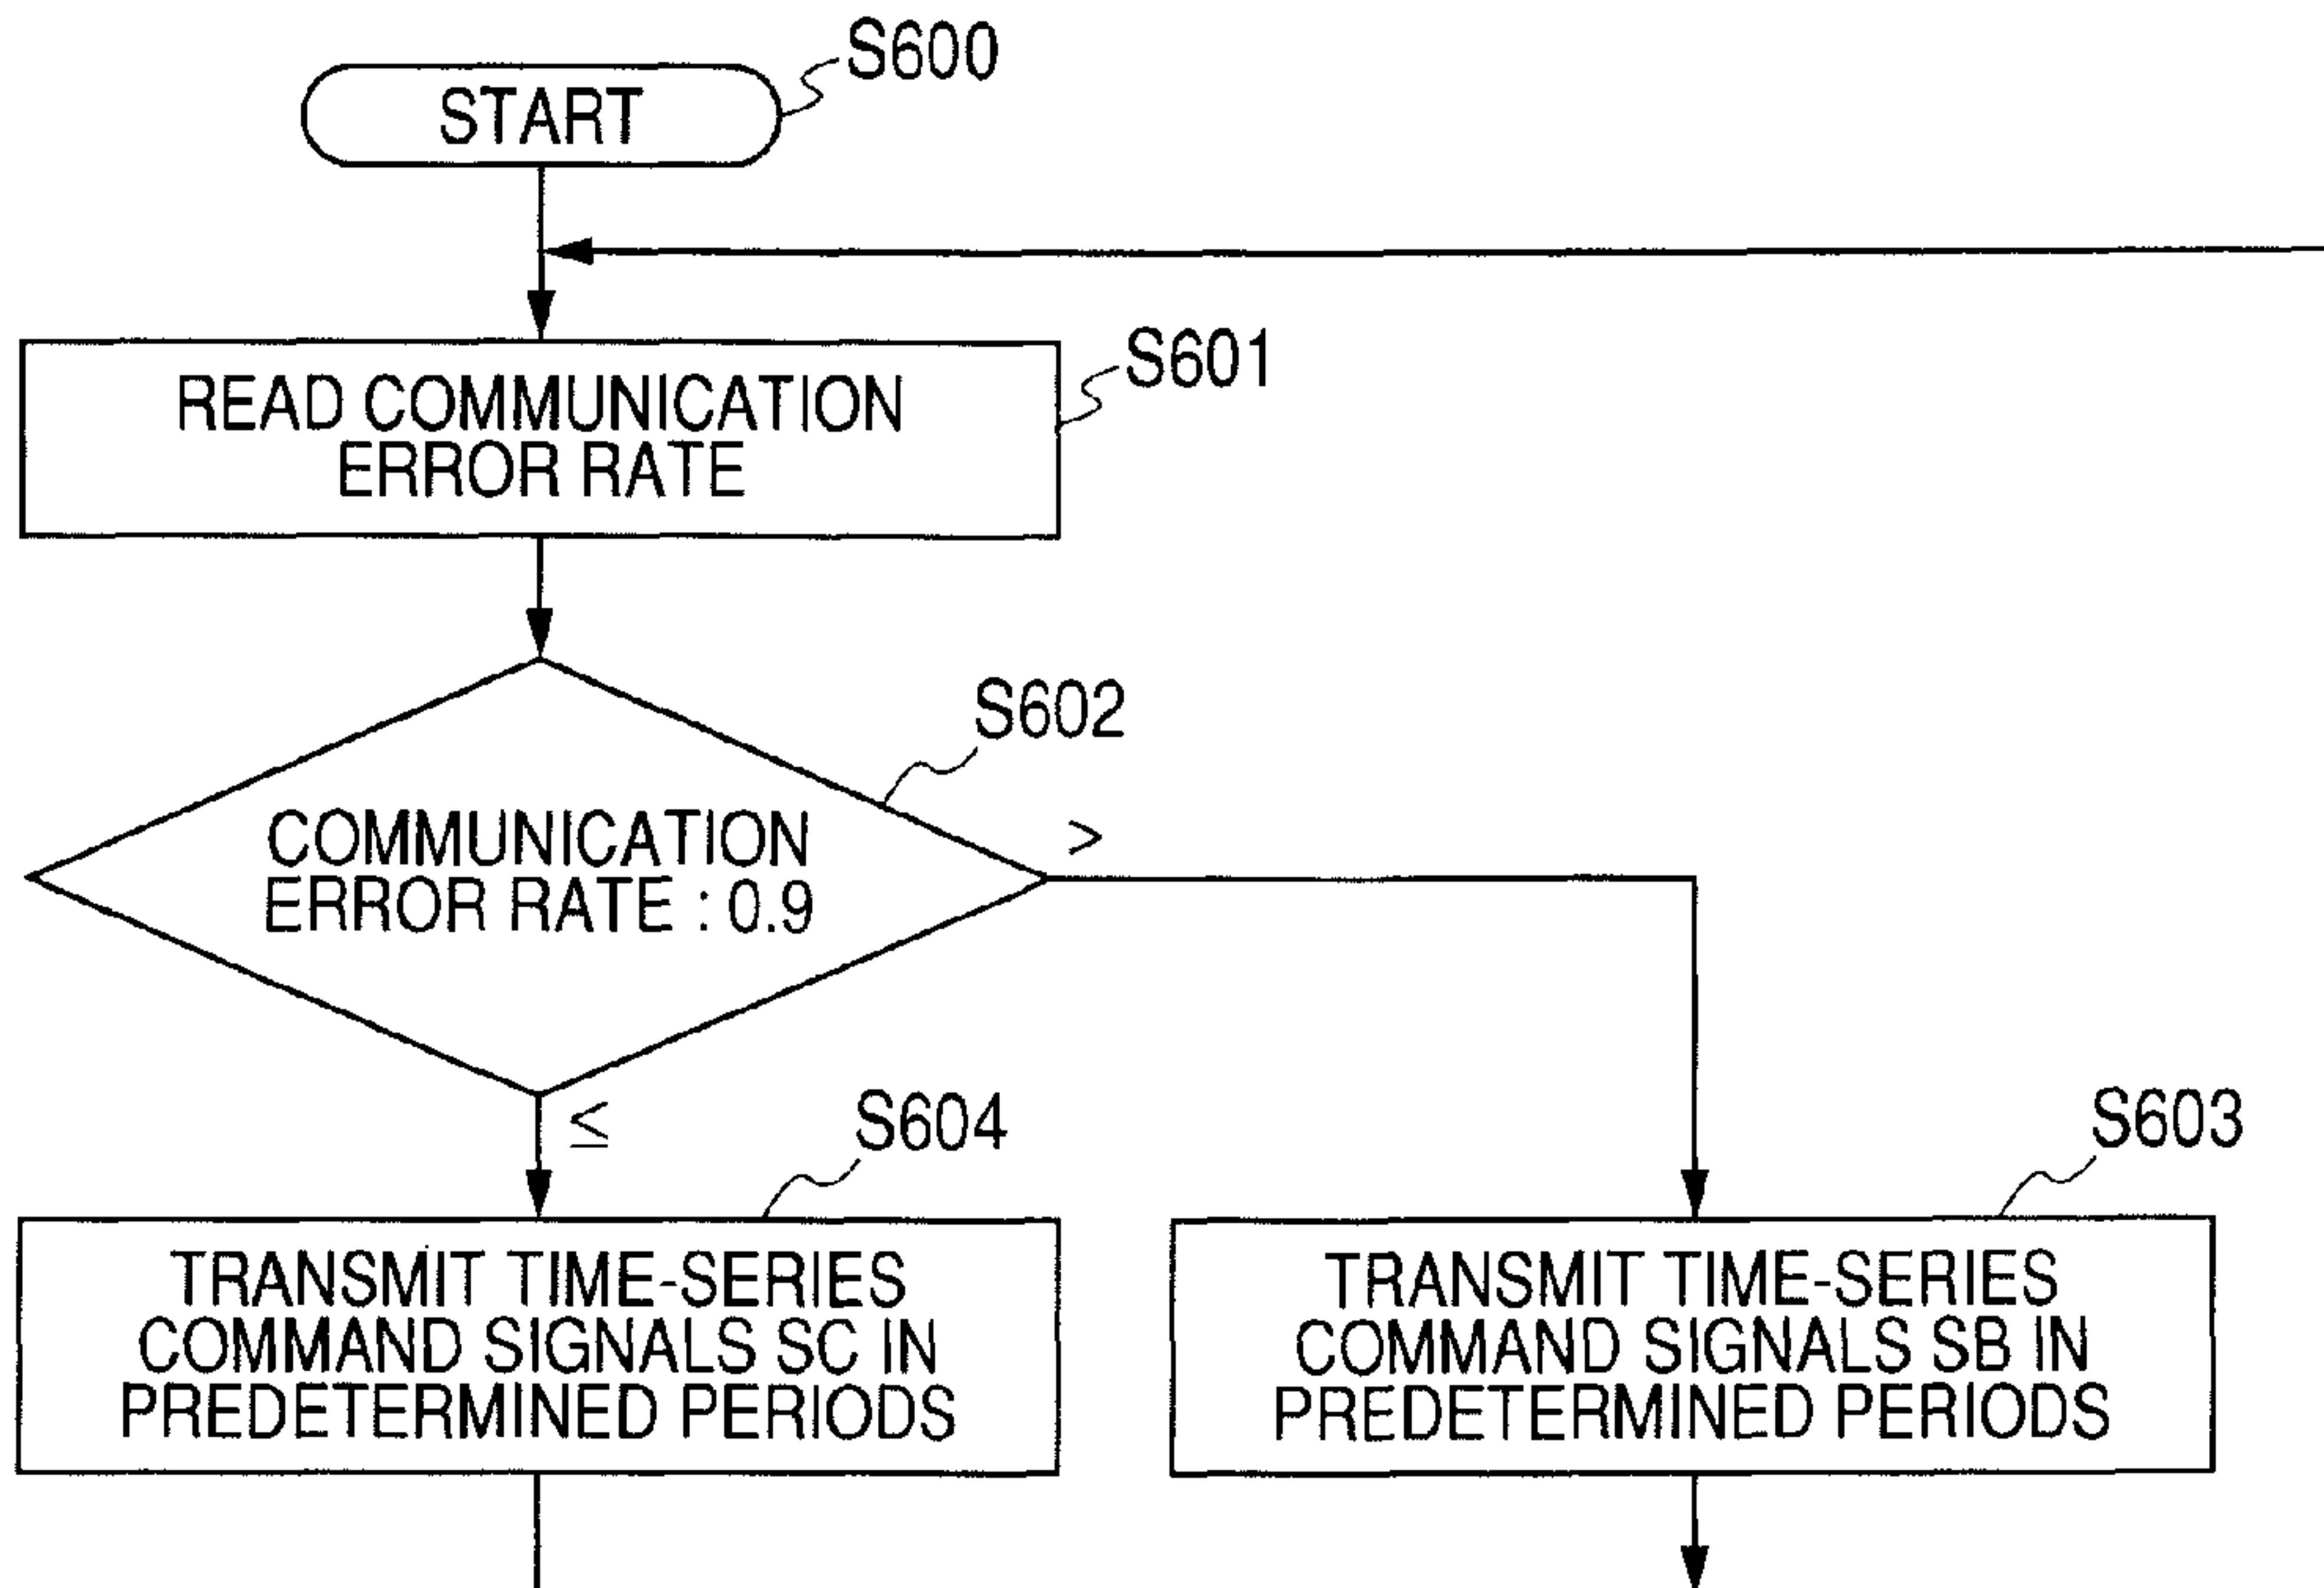 S600
START
S601
READ COMMUNICATION
ERROR RATE
S602
COMMUNICATION
ERROR RATE : 0.9
>
≤
S604
S603
TRANSMIT TIME-SERIES
COMMAND SIGNALS SC IN
PREDETERMINED PERIODS
TRANSMIT TIME-SERIES
COMMAND SIGNALS SB IN
PREDETERMINED PERIODS